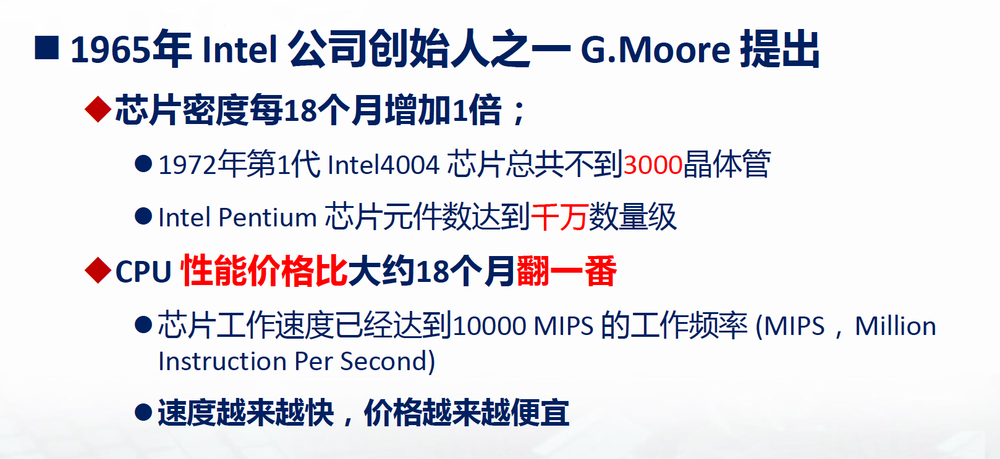 1965年 Intel 公司创始人之一 G.Moore 提出
芯片密度每18个月增加1倍；
1972年第1代 Intel4004 芯片总共不到3000晶体管
Intel Pentium 芯片元件数达到千万数量级
CPU 性能价格比大约18个月翻一番
芯片工作速度已经达到10000 MIPS 的工作频率 (MIPS，Million
Instruction Per Second)
速度越来越快，价格越来越便宜